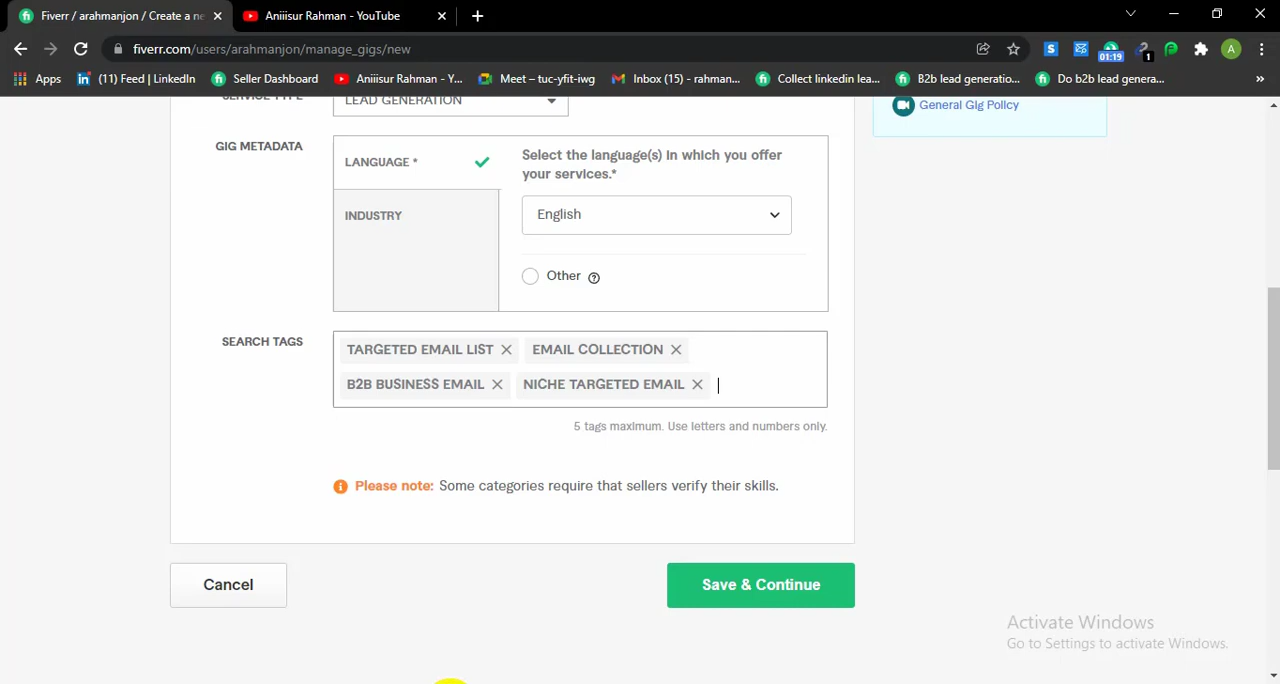 Fiverr / arahmanjon / Create a ne
Aniiisur Rahman - YouTube
fiverr.com/users/arahmanjon/manage_gigs/new
01:19
1
A
Apps
(11) Feed | LinkedIn
Seller Dashboard
Aniiisur Rahman - Y...
Meet – tuc-yfit-iwg
Inbox (15) - rahman...
Collect linkedin lea...
B2b lead generatio...
Do b2b lead genera...
»
SERVICE TYPE
LEAD GENERATION
General Gig Policy
GIG METADATA
LANGUAGE *
INDUSTRY
Select the language(s) in which you offer
your services.*
English
Other
SEARCH TAGS
TARGETED EMAIL LIST
EMAIL COLLECTION
B2B BUSINESS EMAIL
NICHE TARGETED EMAIL
5 tags maximum. Use letters and numbers only.
Please note: Some categories require that sellers verify their skills.
Cancel
Save & Continue
Activate Windows
Go to Settings to activate Windows.